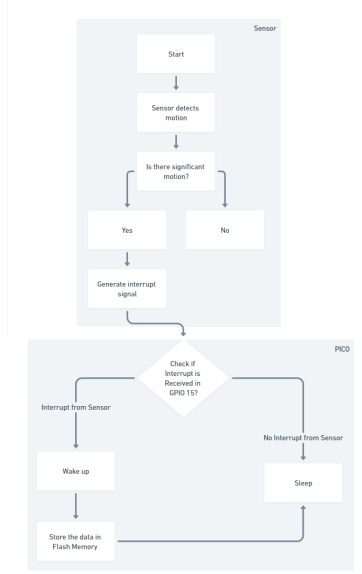 Sensor
Start
Sensor detects
motion
Is there significant
motion?
Yes
No
Generate interrupt
signal
PICO
Check if
Interrupt is
Received in
GPIO 15?
Interrupt from Sensor
No Interrupt from Sensor
Wake up
Sleep
Store the data in
Flash Memory